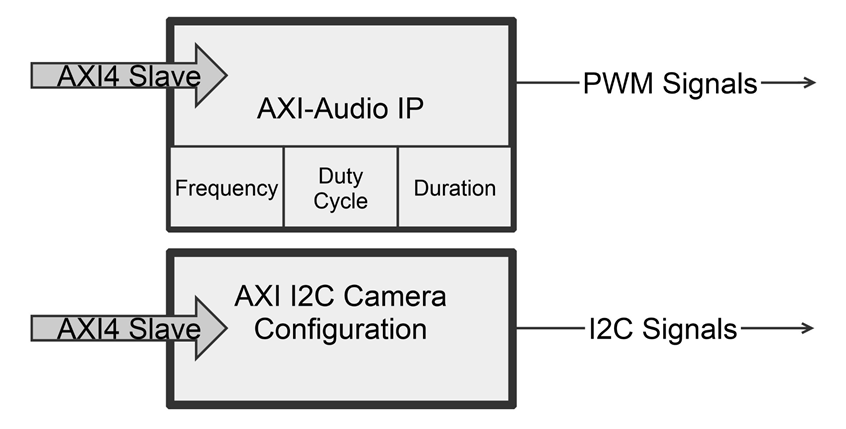 AXI4 Slave
AXI-Audio IP
PWM Signals
Frequency
Duty
Cycle
Duration
AXI4 Slave
AXI I2C Camera
Configuration
I2C Signals